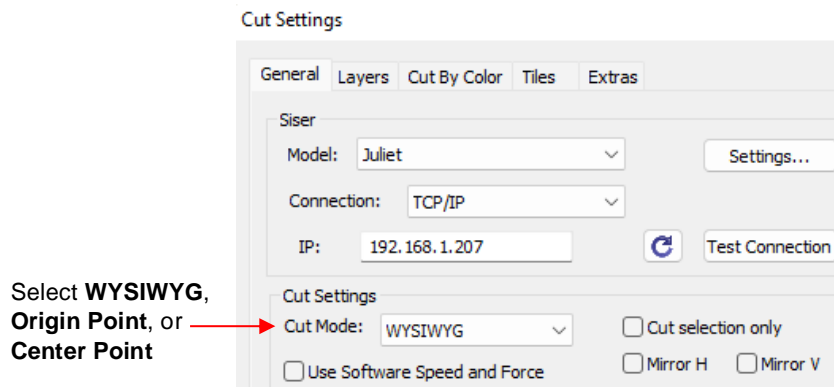 Cut Settings
General Layers Cut By Color Tiles Extras
Siser
Model: Juliet Settings...
Connection: TCP/IP
IP: 192.168.1.207 Test Connection
Cut Settings
Select WYSIWYG,
Origin Point, or
Center Point
Cut Mode: WYSIWYG Cut selection only
Use Software Speed and Force Mirror H Mirror V